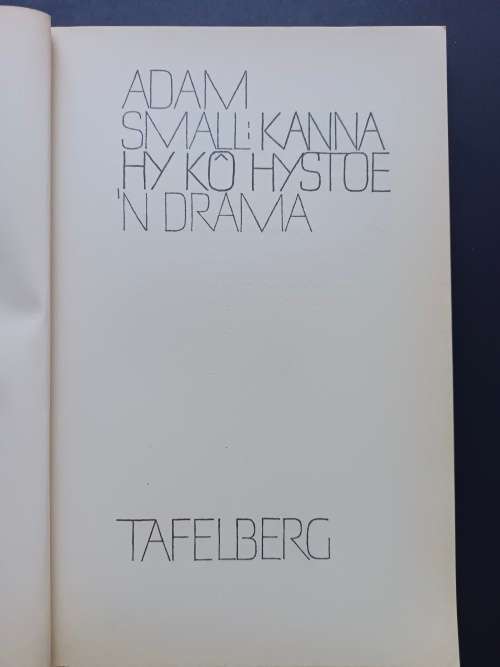 ADAM
SMALL: KANNA
HY KÔ HYSTOE
'N DRAMA
TAFELBERG